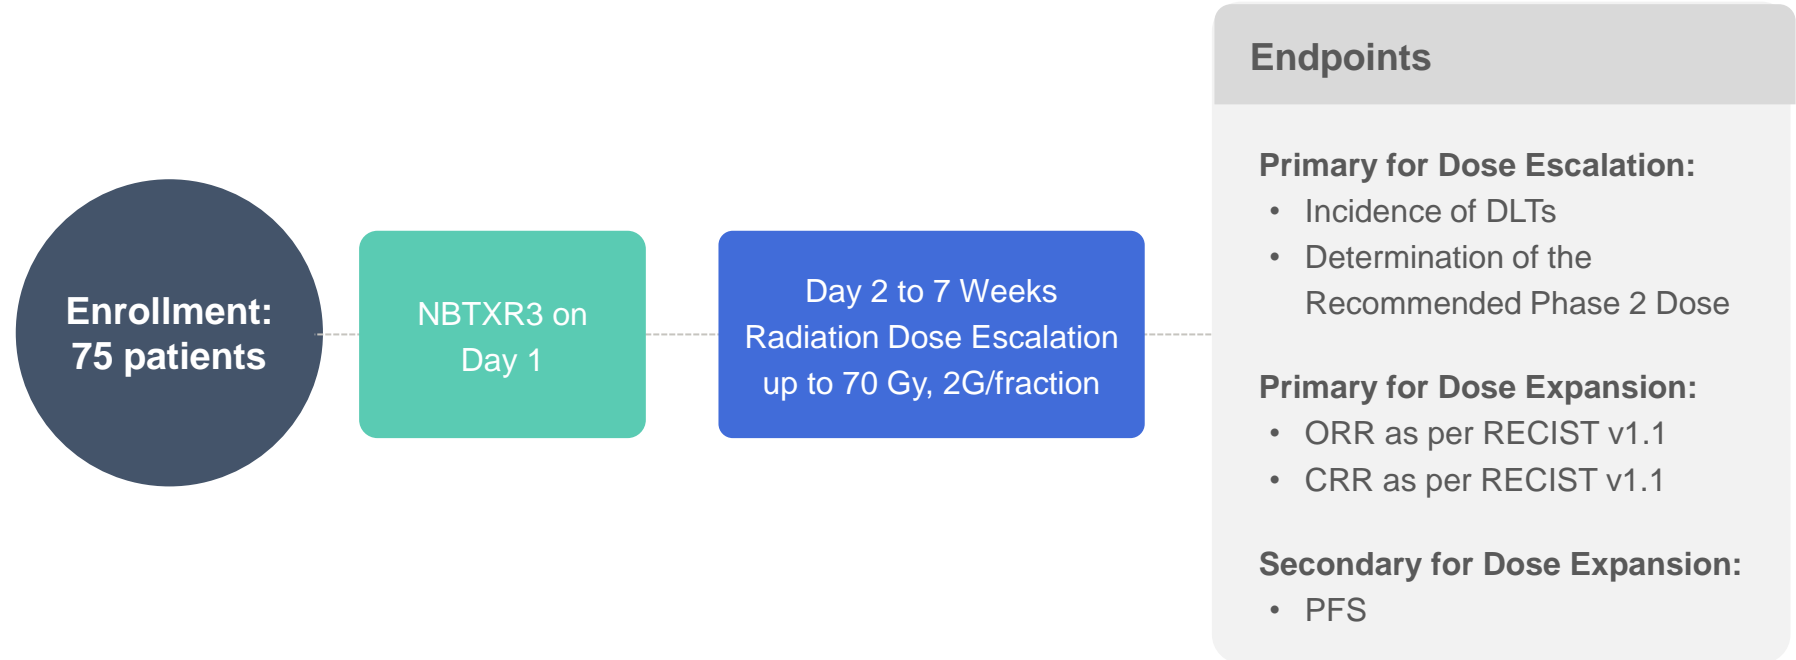 Enrollment:
75 patients
NBTXR3 on
Day 1
Day 2 to 7 Weeks
Radiation Dose Escalation
up to 70 Gy, 2G/fraction
Endpoints
Primary for Dose Escalation:
• Incidence of DLTs
• Determination of the
Recommended Phase 2 Dose
Primary for Dose Expansion:
• ORR as per RECIST v1.1
• CRR as per RECIST v1.1
Secondary for Dose Expansion:
• PFS